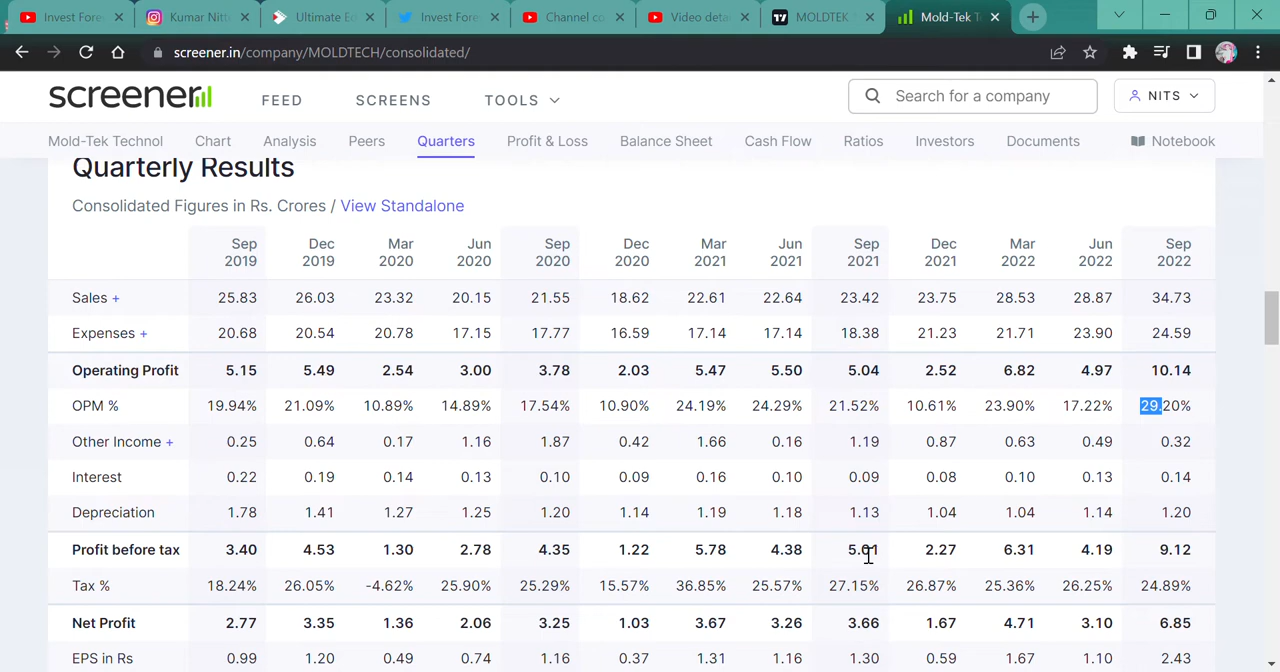 Invest Fore Kumar Nitt Ultimate Ed Invest Fore Channel co Video deta MOLDTEK Mold-Tek T
screener.in/company/MOLDTECH/consolidated/
screener FEED SCREENS TOOLS Search for a company NITS
Mold-Tek Technol Chart Analysis Peers Quarters Profit & Loss Balance Sheet Cash Flow Ratios Investors Documents Notebook
Quarterly Results
Consolidated Figures in Rs. Crores / View Standalone
Sep Dec Mar Jun Sep Dec Mar Jun Sep Dec Mar Jun Sep
2019 2019 2020 2020 2020 2020 2021 2021 2021 2021 2022 2022 2022
Sales + 25.83 26.03 23.32 20.15 21.55 18.62 22.61 22.64 23.42 23.75 28.53 28.87 34.73
Expenses + 20.68 20.54 20.78 17.15 17.77 16.59 17.14 17.14 18.38 21.23 21.71 23.90 24.59
Operating Profit 5.15 5.49 2.54 3.00 3.78 2.03 5.47 5.50 5.04 2.52 6.82 4.97 10.14
OPM % 19.94% 21.09% 10.89% 14.89% 17.54% 10.90% 24.19% 24.29% 21.52% 10.61% 23.90% 17.22% 29.20%
Other Income + 0.25 0.64 0.17 1.16 1.87 0.42 1.66 0.16 1.19 0.87 0.63 0.49 0.32
Interest 0.22 0.19 0.14 0.13 0.10 0.09 0.16 0.10 0.09 0.08 0.10 0.13 0.14
Depreciation 1.78 1.41 1.27 1.25 1.20 1.14 1.19 1.18 1.13 1.04 1.04 1.14 1.20
Profit before tax 3.40 4.53 1.30 2.78 4.35 1.22 5.78 4.38 5.01 2.27 6.31 4.19 9.12
Tax % 18.24% 26.05% -4.62% 25.90% 25.29% 15.57% 36.85% 25.57% 27.15% 26.87% 25.36% 26.25% 24.89%
Net Profit 2.77 3.35 1.36 2.06 3.25 1.03 3.67 3.26 3.66 1.67 4.71 3.10 6.85
EPS in Rs 0.99 1.20 0.49 0.74 1.16 0.37 1.31 1.16 1.30 0.59 1.67 1.10 2.43